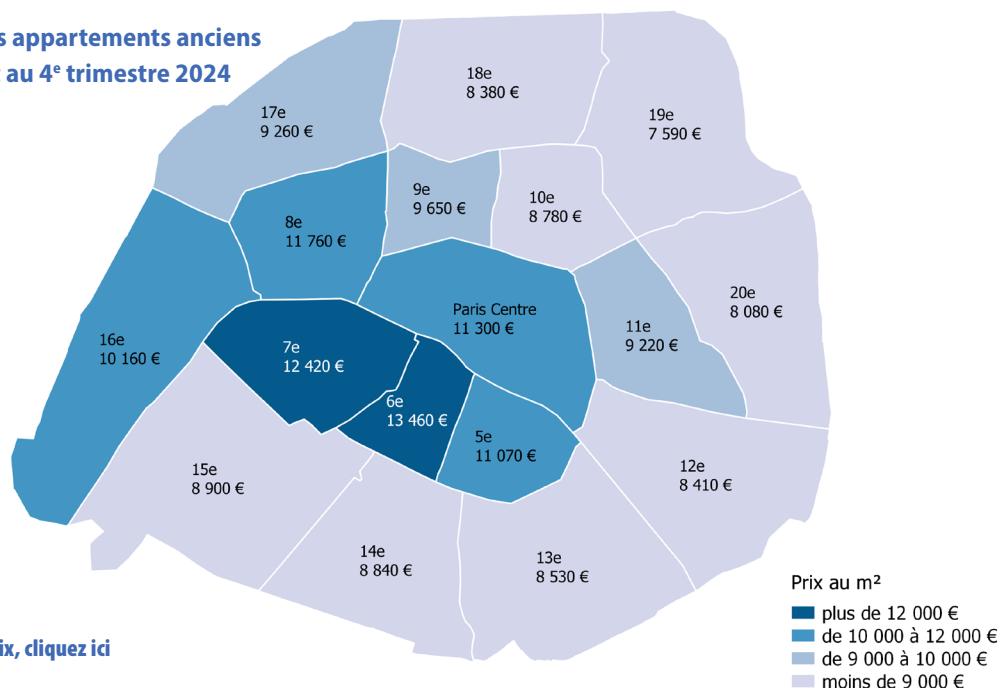 s appartements anciens
au 4e trimestre 2024
18e
8 380 €
17e
9 260 €
19e
7 590 €
9e
9 650 €
10e
8 780 €
8e
11 760 €
20e
8 080 €
Paris Centre
11 300 €
11e
9 220 €
16e
10 160 €
7e
12 420 €
6e
13 460 €
5e
11 070 €
15e
8 900 €
12e
8 410 €
14e
8 840 €
13e
8 530 €
Prix au m²
plus de 12 000 €
de 10 000 à 12 000 €
de 9 000 à 10 000 €
moins de 9 000 €
ix, cliquez ici